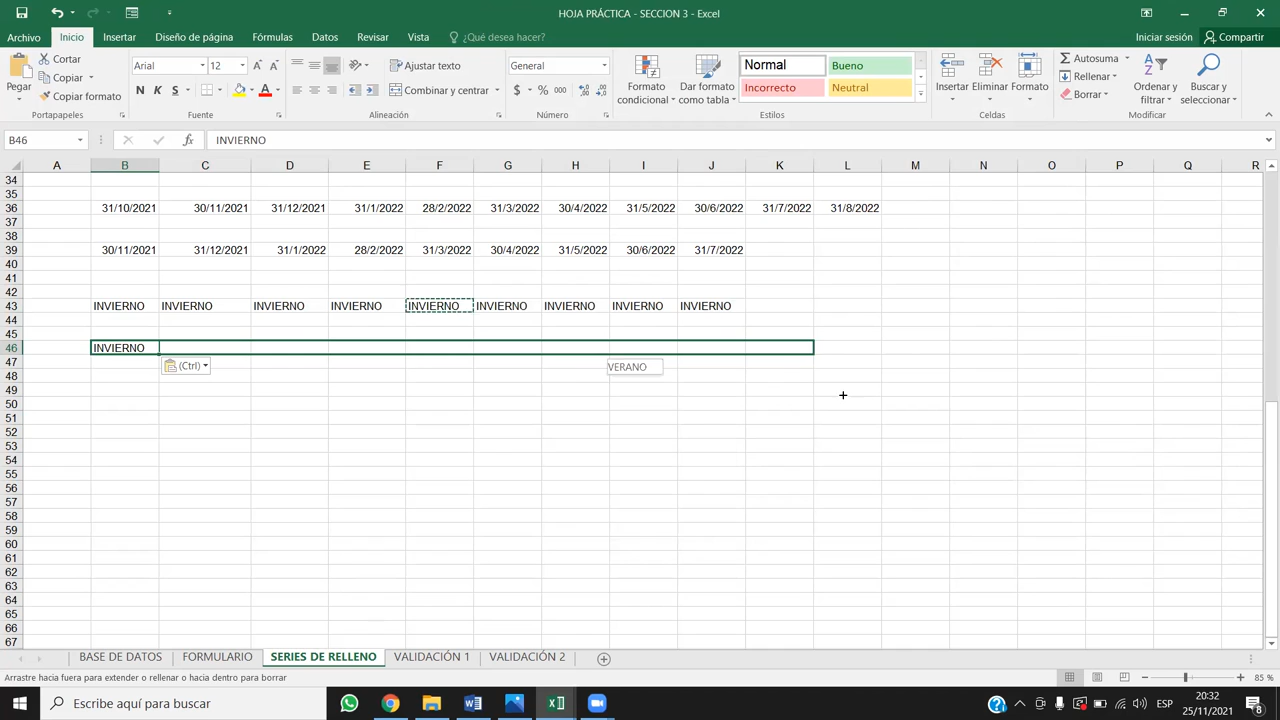 HOJA PRÁCTICA - SECCION 3 - Excel
Archivo Inicio Insertar Diseño de página Fórmulas Datos Revisar Vista ¿Qué desea hacer? Iniciar sesión Compartir
Pegar
Cortar
Copiar
Copiar formato
Portapapeles
Arial 12
N K S
Fuente
Ajustar texto
Combinar y centrar
Alineación
General
$ % 000
Número
Formato condicional
Dar formato como tabla
Normal Bueno
Incorrecto Neutral
Estilos
Insertar Eliminar Formato
Celdas
Autosuma
Rellenar
Borrar
Ordenar y filtrar
Buscar y seleccionar
Modificar
B46 fx INVIERNO
A B C D E F G H I J K L M N O P Q R
34
35
36 31/10/2021 30/11/2021 31/12/2021 31/1/2022 28/2/2022 31/3/2022 30/4/2022 31/5/2022 30/6/2022 31/7/2022 31/8/2022
37
38
39 30/11/2021 31/12/2021 31/1/2022 28/2/2022 31/3/2022 30/4/2022 31/5/2022 30/6/2022 31/7/2022
40
41
42
43 INVIERNO INVIERNO INVIERNO INVIERNO INVIERNO INVIERNO INVIERNO INVIERNO INVIERNO
44
45
46 INVIERNO
47 (Ctrl) VERANO
48
49
50
51
52
53
54
55
56
57
58
59
60
61
62
63
64
65
66
67
BASE DE DATOS FORMULARIO SERIES DE RELLENO VALIDACIÓN 1 VALIDACIÓN 2
Arrastre hacia fuera para extender o rellenar o hacia dentro para borrar 85 %
Escribe aquí para buscar ESP 20:32
25/11/2021 8